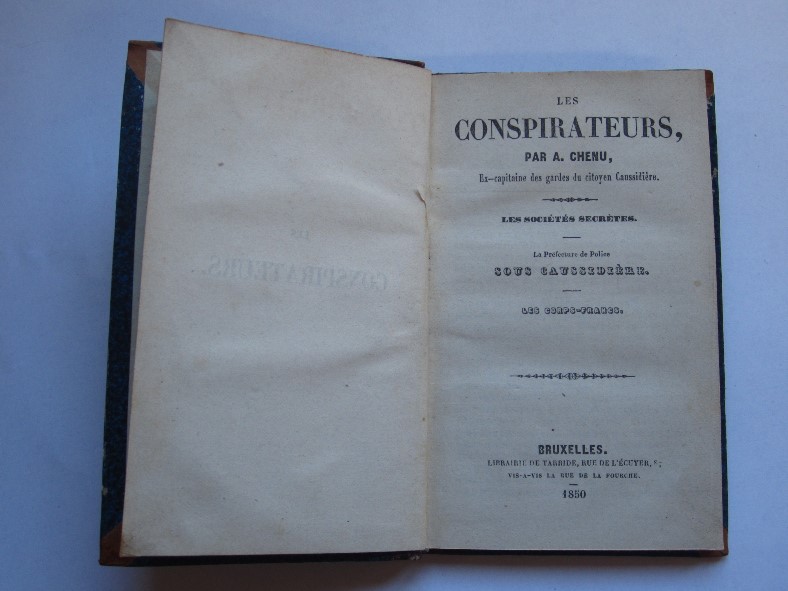 LES
CONSPIRATEURS,
PAR A. CHENU,
Ex-capitaine des gardes du citoyen Caussidière.
LES SOCIÉTÉS SECRÈTES.
La Préfecture de Police
SOUS CAUSSIDIÈRE.
LES CORPS-FRANCS.
BRUXELLES.
LIBRAIRIE DE TARRIDE, RUE DE L'ÉCUYER,
VIS-A-VIS LA RUE DE LA FOURCHE.
1850